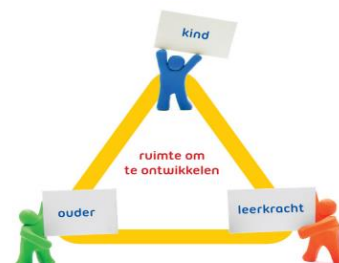 kind
ruimte om
te ontwikkelen
ouder
leerkracht